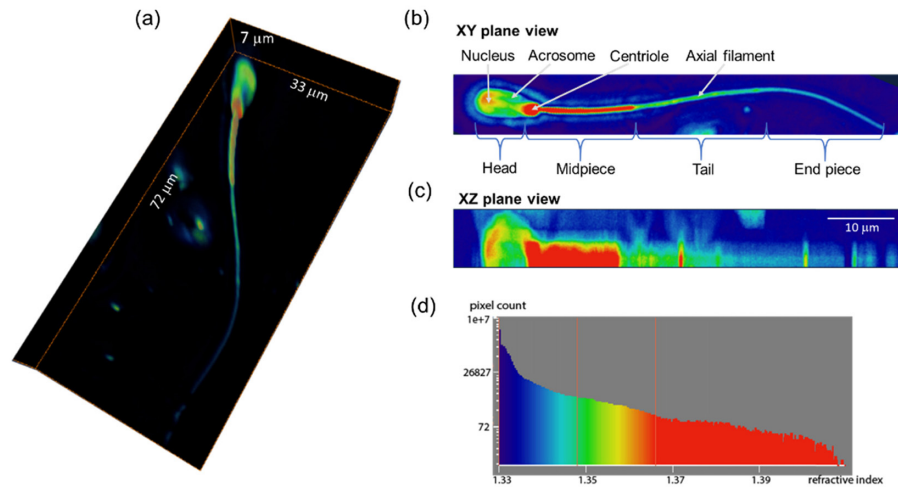 (a)
7 μm
33 μm
72 μm
(b)
XY plane view
Nucleus Acrosome Centriole Axial filament
Head Midpiece Tail End piece
(c)
XZ plane view
10 μm
(d)
pixel count
1e+7
26827
72
1.33 1.35 1.37 1.39 refractive index